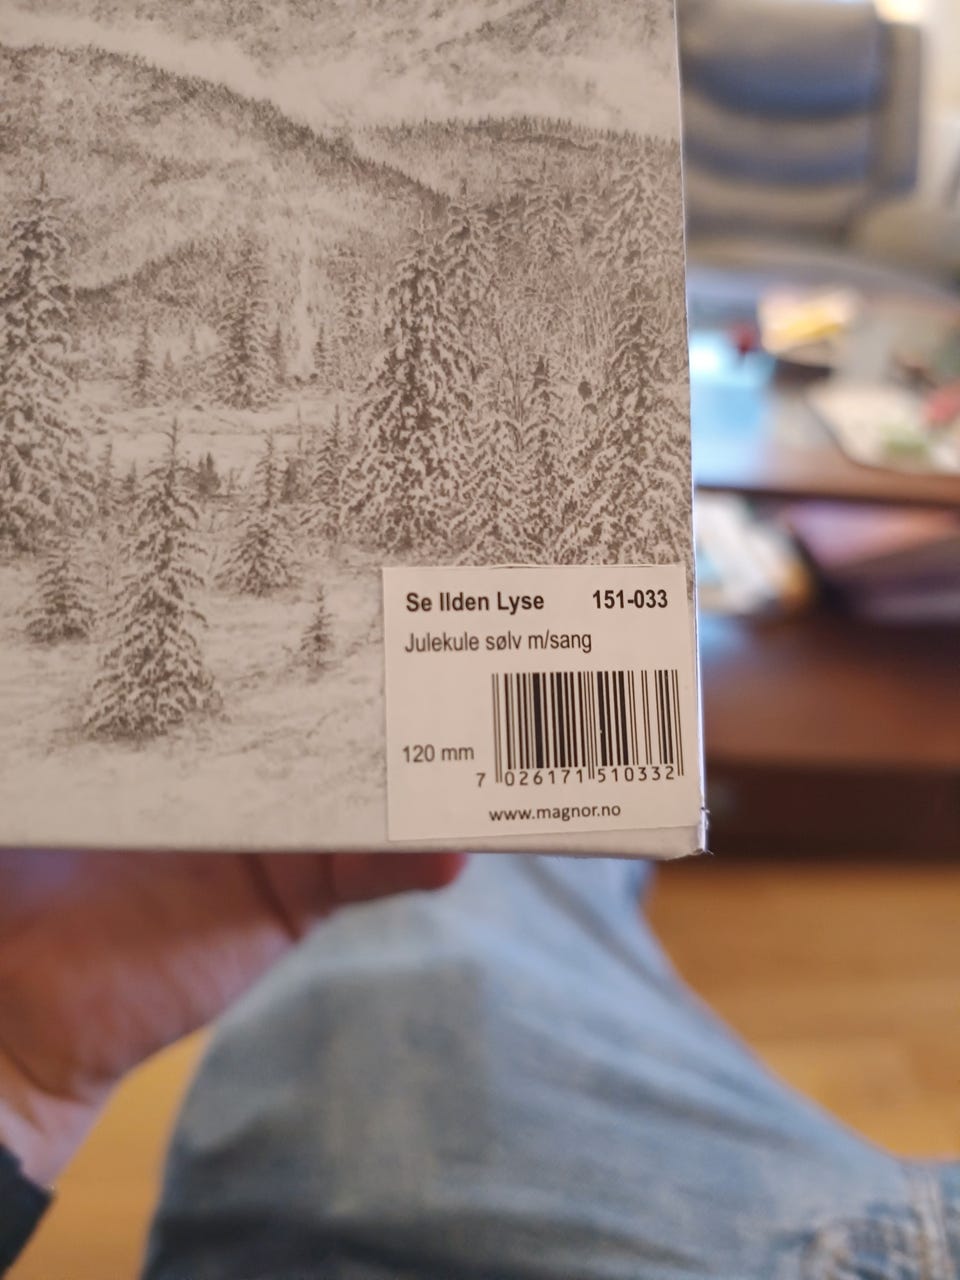 Se Ilden Lyse 151-033
Julekule sølv m/sang
120 mm
7 026171 510332
www.magnor.no